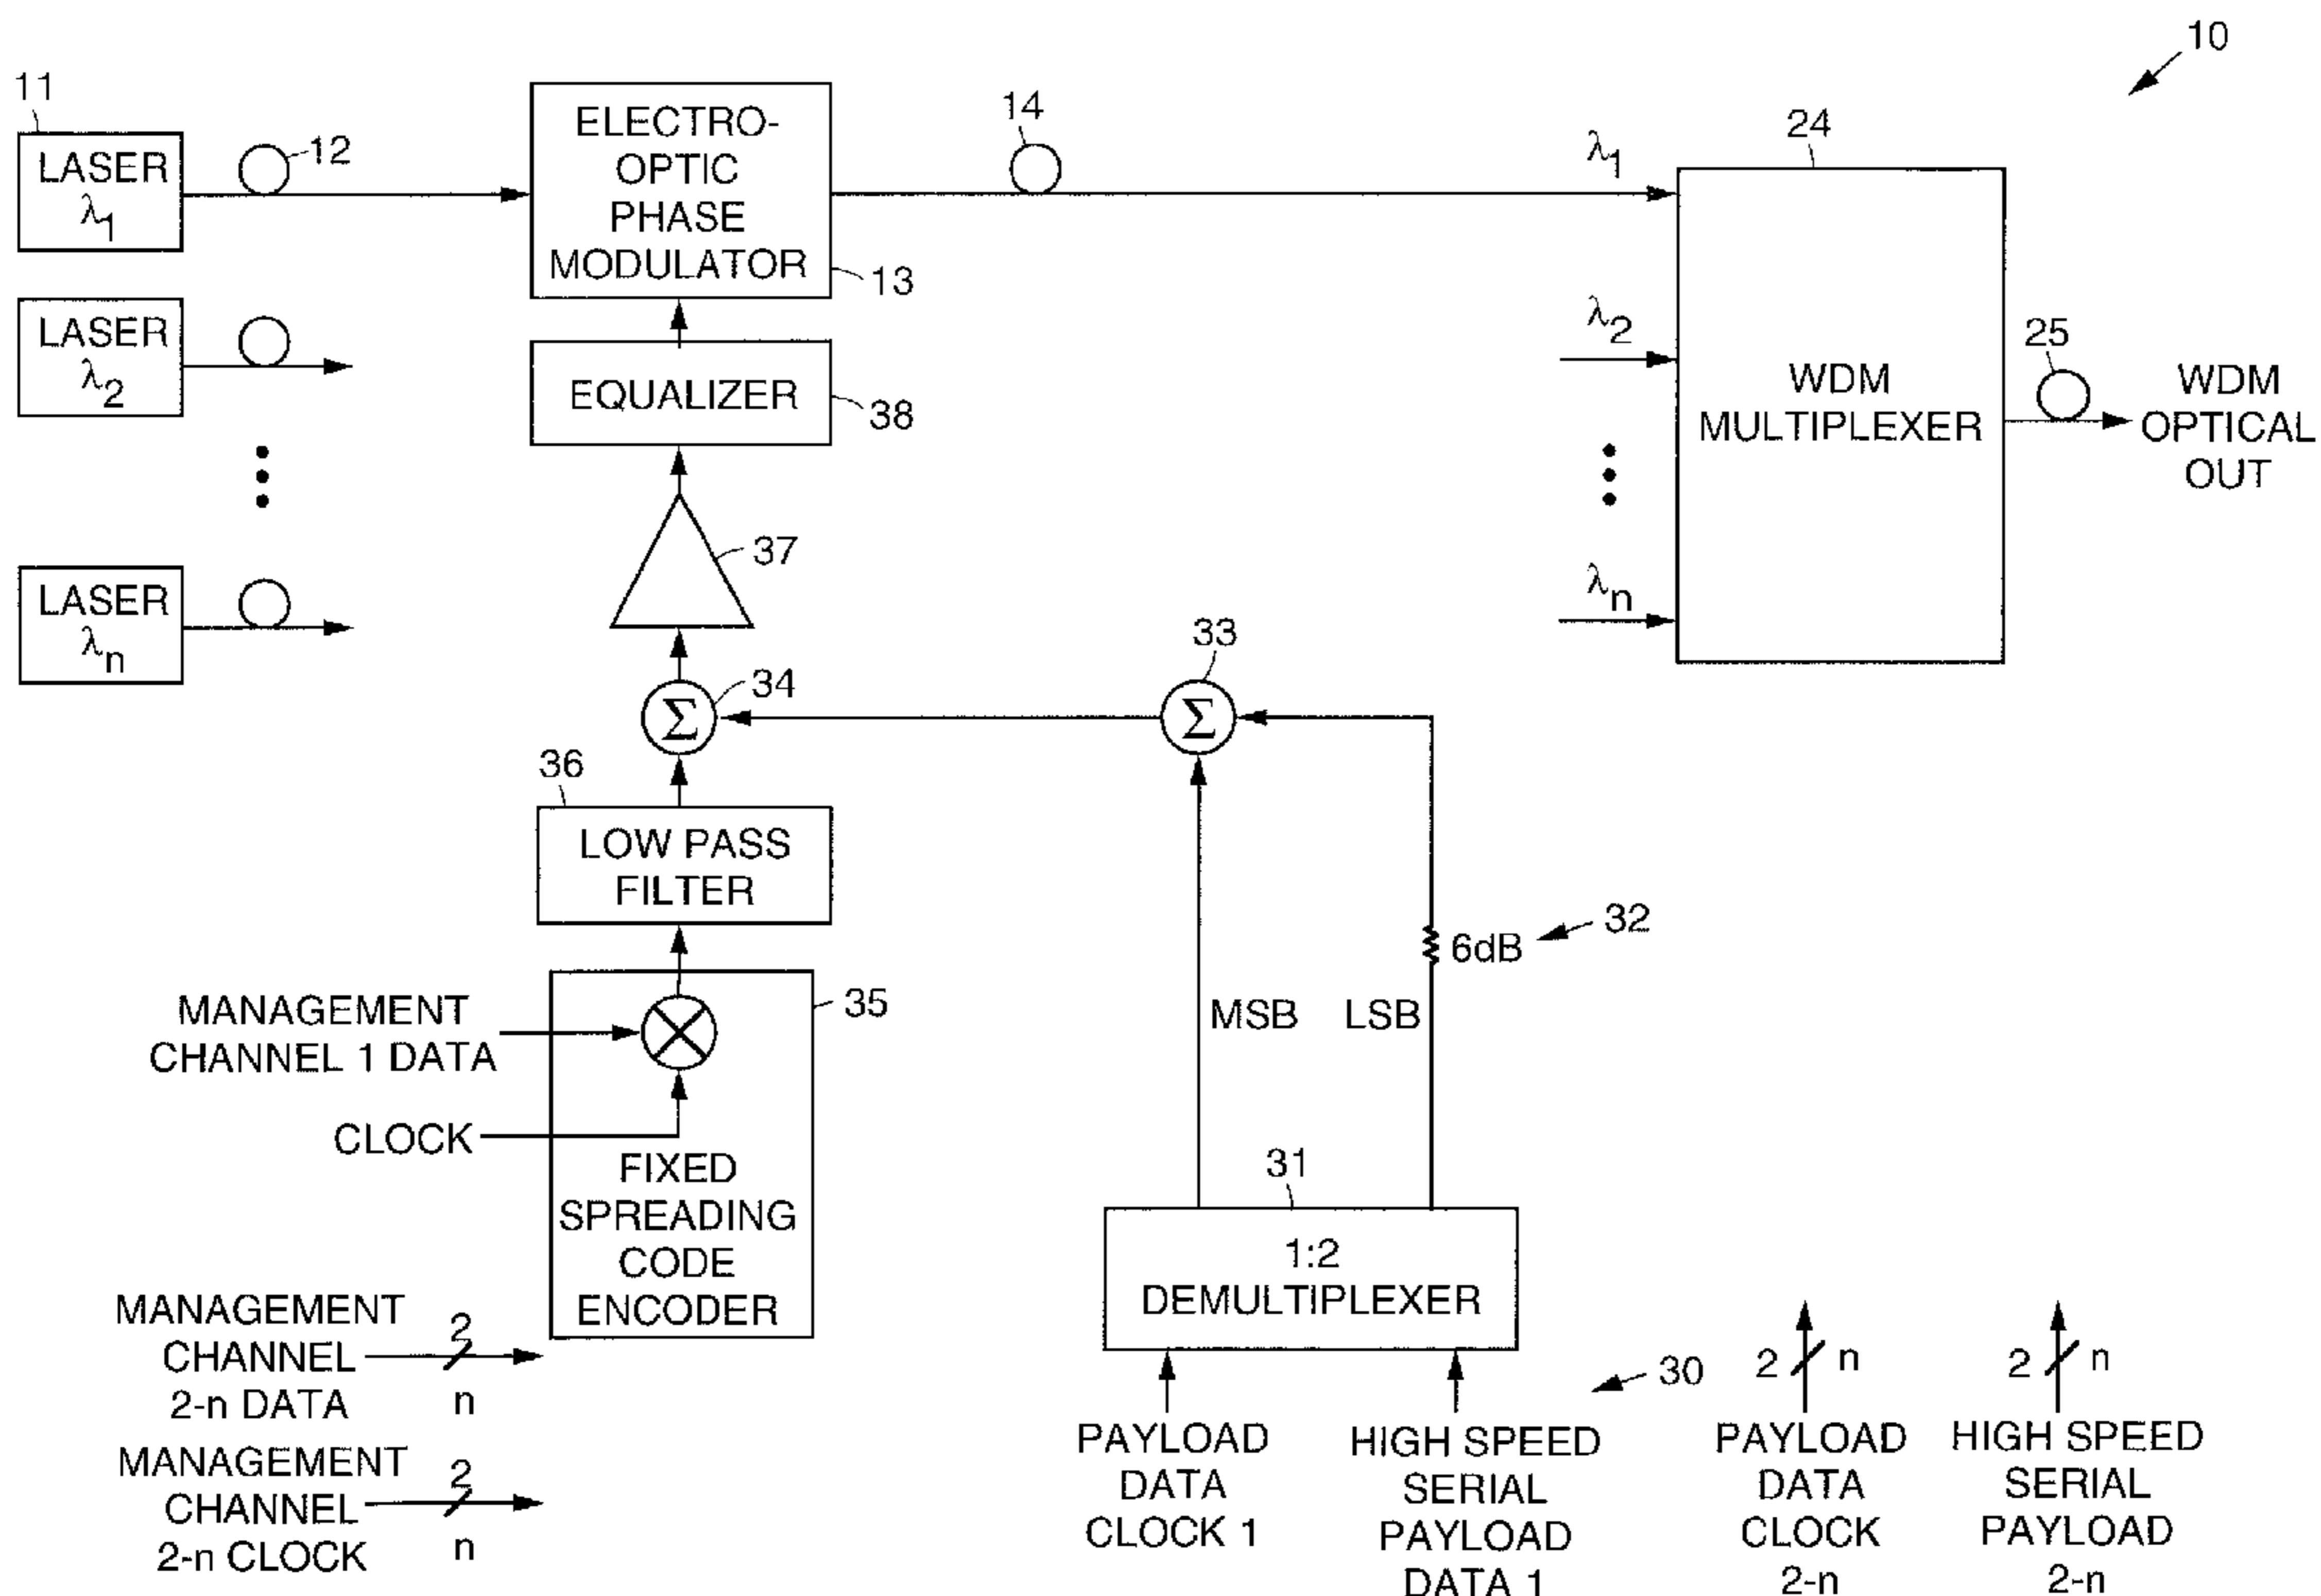 10
11
LASER
λ1
12
ELECTRO-
OPTIC
PHASE
MODULATOR
13
14
λ1
24
LASER
λ2
EQUALIZER
38
λ2
WDM
MULTIPLEXER
25
WDM
OPTICAL
OUT
LASER
λn
37
λn
34
Σ
33
Σ
36
LOW PASS
FILTER
6dB
32
MSB
LSB
MANAGEMENT
CHANNEL 1 DATA
35
CLOCK
FIXED
SPREADING
CODE
ENCODER
31
1:2
DEMULTIPLEXER
MANAGEMENT
CHANNEL
2-n DATA
2
n
MANAGEMENT
CHANNEL
2-n CLOCK
2
n
30
PAYLOAD
DATA
CLOCK 1
HIGH SPEED
SERIAL
PAYLOAD
DATA 1
2
n
PAYLOAD
DATA
CLOCK
2-n
2
n
HIGH SPEED
SERIAL
PAYLOAD
2-n